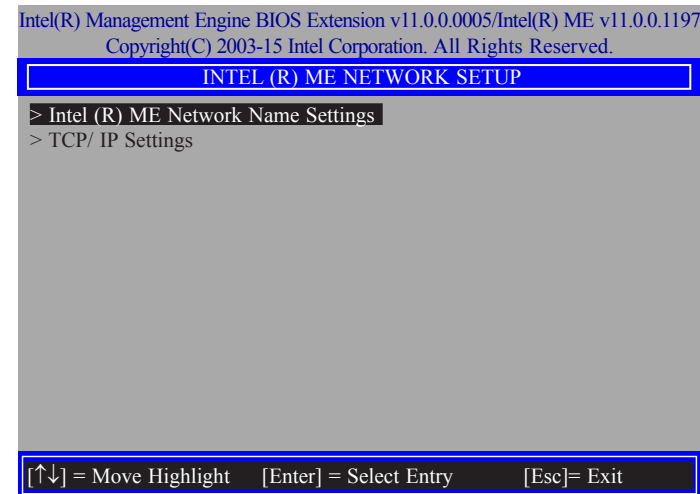 Intel(R) Management Engine BIOS Extension v11.0.0.0005/Intel(R) ME v11.0.0.1197
Copyright(C) 2003-15 Intel Corporation. All Rights Reserved.
INTEL (R) ME NETWORK SETUP
> Intel (R) ME Network Name Settings
> TCP/ IP Settings
[↑↓] = Move Highlight [Enter] = Select Entry [Esc]= Exit